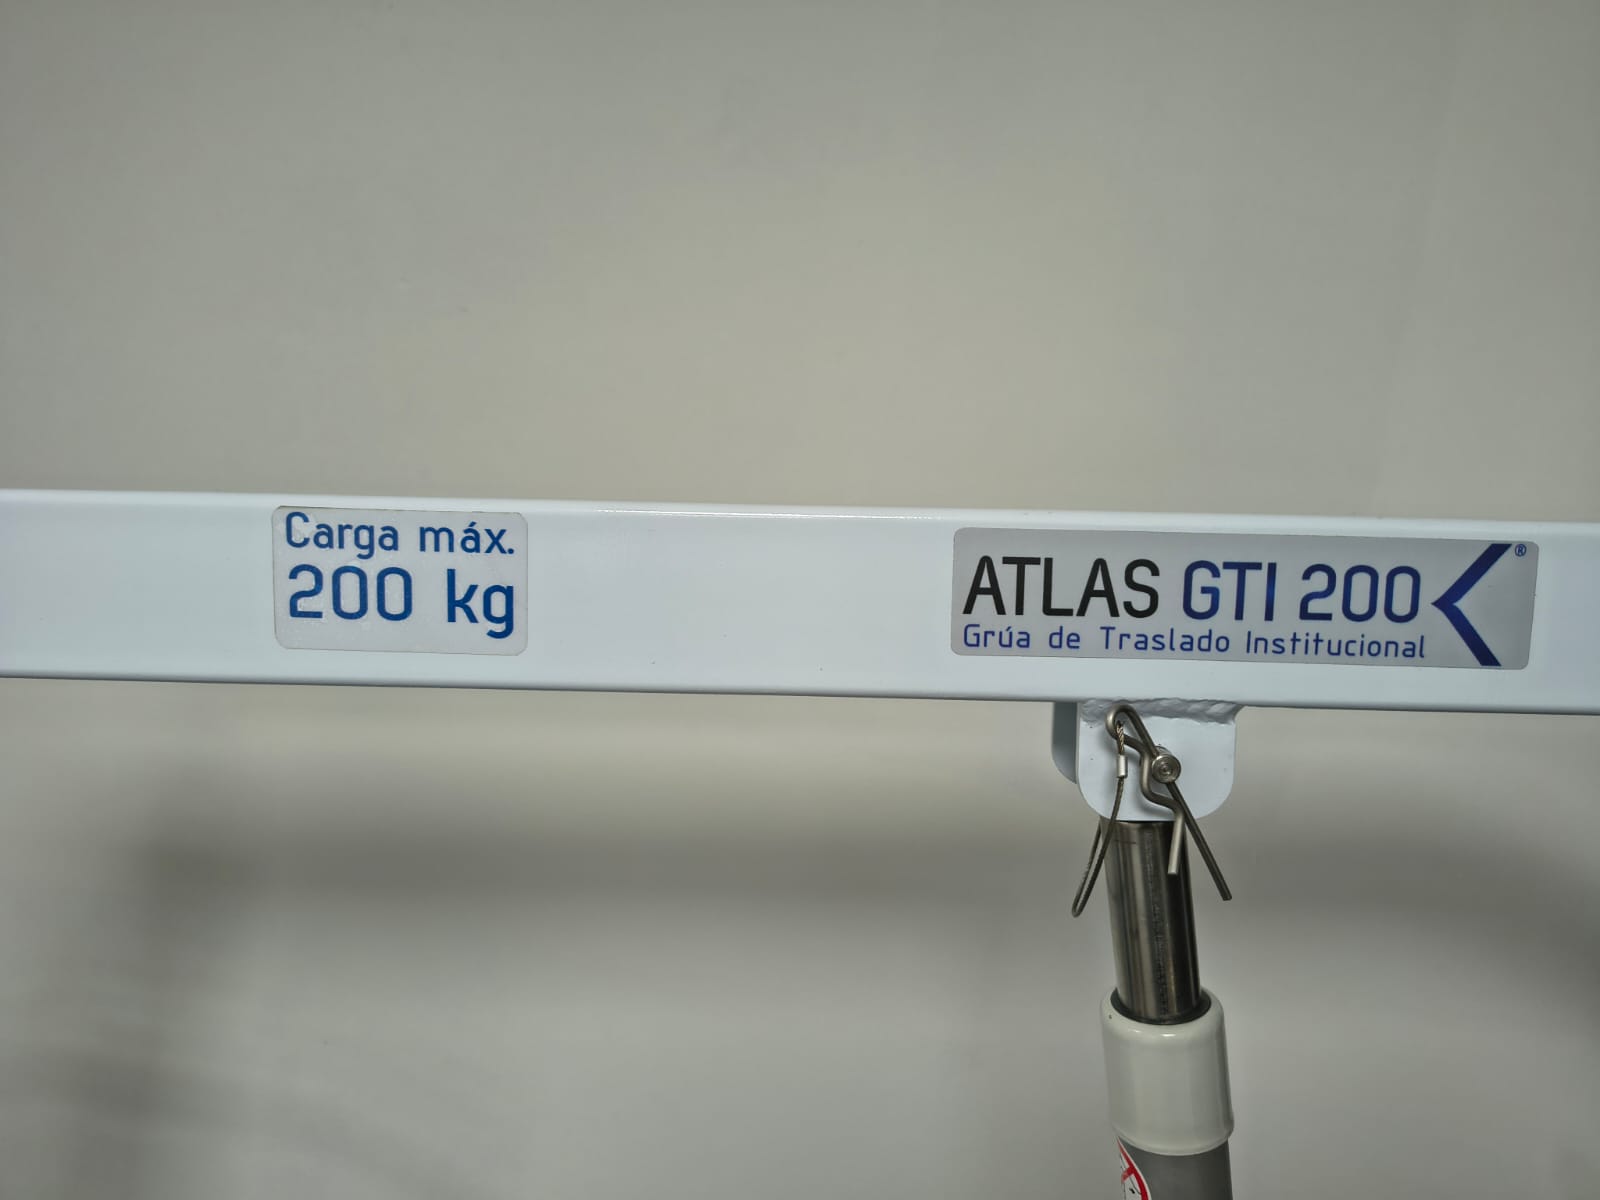 Carga máx.
200 kg
ATLAS GTI 200
®
Grúa de Traslado Institucional